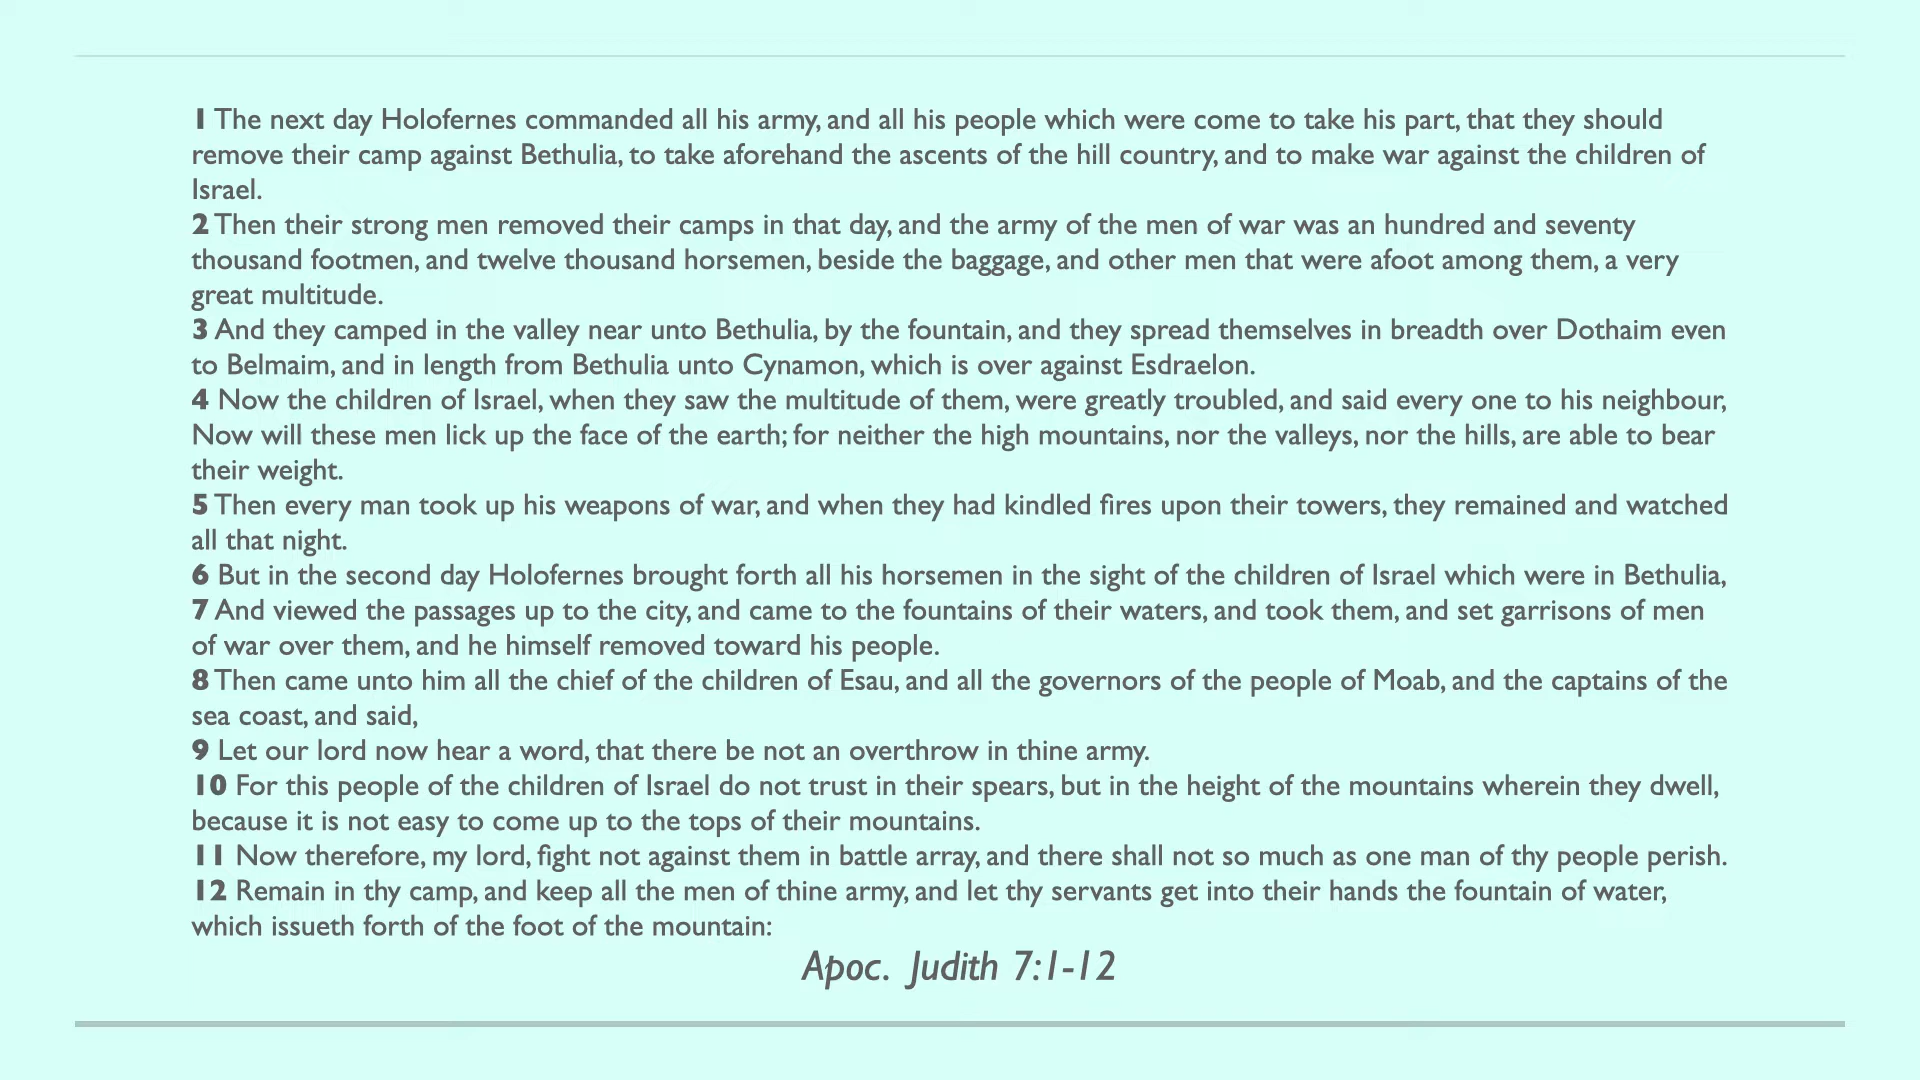 1 The next day Holofernes commanded all his army, and all his people which were come to take his part, that they should
remove their camp against Bethulia, to take aforehand the ascents of the hill country, and to make war against the children of
Israel.
2 Then their strong men removed their camps in that day, and the army of the men of war was an hundred and seventy
thousand footmen, and twelve thousand horsemen, beside the baggage, and other men that were afoot among them, a very
great multitude.
3 And they camped in the valley near unto Bethulia, by the fountain, and they spread themselves in breadth over Dothaim even
to Belmaim, and in length from Bethulia unto Cynamon, which is over against Esdraelon.
4 Now the children of Israel, when they saw the multitude of them, were greatly troubled, and said every one to his neighbour,
Now will these men lick up the face of the earth; for neither the high mountains, nor the valleys, nor the hills, are able to bear
their weight.
5 Then every man took up his weapons of war, and when they had kindled fires upon their towers, they remained and watched
all that night.
6 But in the second day Holofernes brought forth all his horsemen in the sight of the children of Israel which were in Bethulia,
7 And viewed the passages up to the city, and came to the fountains of their waters, and took them, and set garrisons of men
of war over them, and he himself removed toward his people.
8 Then came unto him all the chief of the children of Esau, and all the governors of the people of Moab, and the captains of the
sea coast, and said,
9 Let our lord now hear a word, that there be not an overthrow in thine army.
10 For this people of the children of Israel do not trust in their spears, but in the height of the mountains wherein they dwell,
because it is not easy to come up to the tops of their mountains.
11 Now therefore, my lord, fight not against them in battle array, and there shall not so much as one man of thy people perish.
12 Remain in thy camp, and keep all the men of thine army, and let thy servants get into their hands the fountain of water,
which issueth forth of the foot of the mountain:
Apoc. Judith 7:1-12